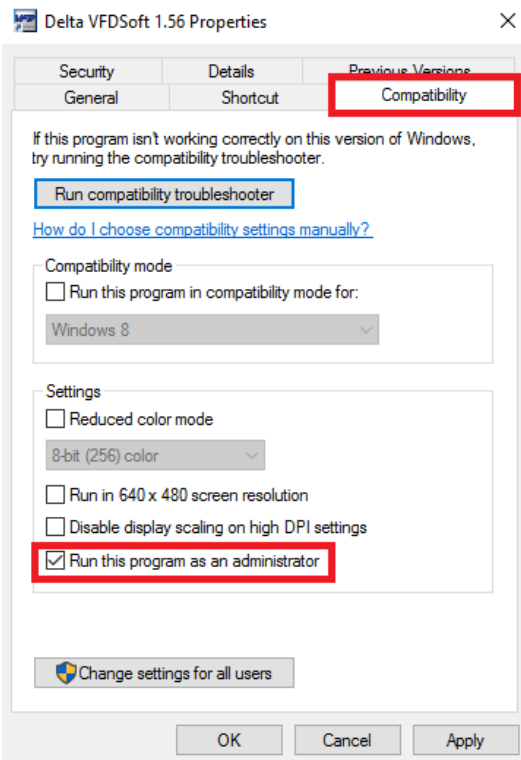 Delta VFDSoft 1.56 Properties
Security Details Previous Versions
General Shortcut Compatibility
If this program isn't working correctly on this version of Windows,
try running the compatibility troubleshooter.
Run compatibility troubleshooter
How do I choose compatibility settings manually?
Compatibility mode
Run this program in compatibility mode for:
Windows 8
Settings
Reduced color mode
8-bit (256) color
Run in 640 x 480 screen resolution
Disable display scaling on high DPI settings
Run this program as an administrator
Change settings for all users
OK Cancel Apply